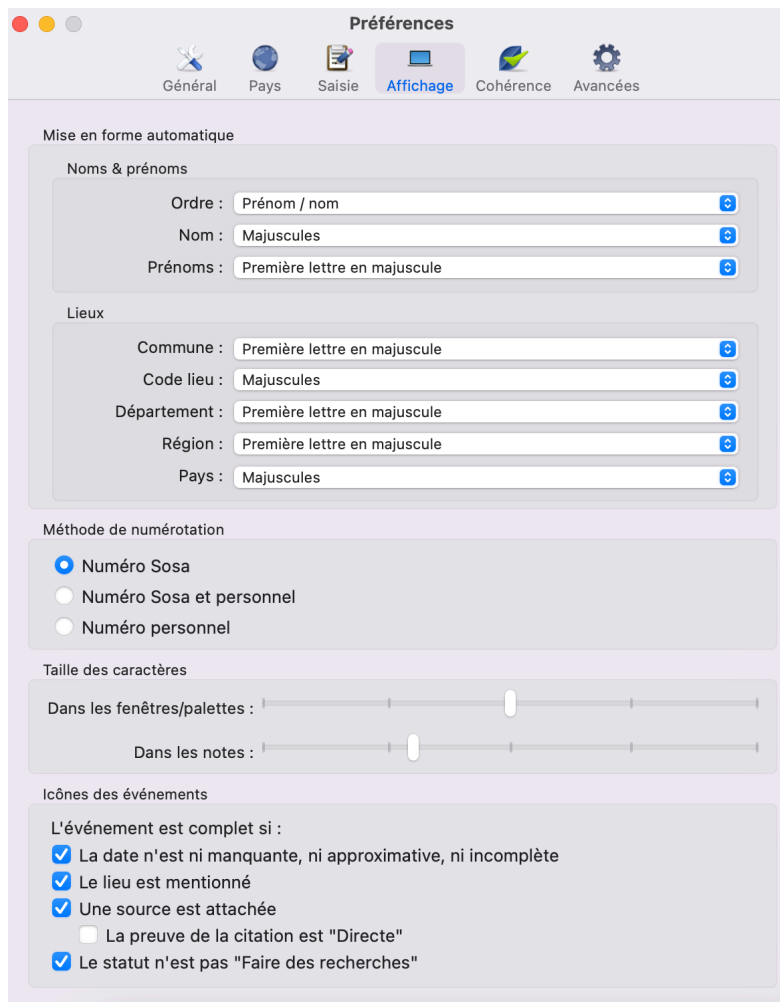 Préférences
Général Pays Saisie Affichage Cohérence Avancées
Mise en forme automatique
Noms & prénoms
Ordre : Prénom / nom
Nom : Majuscules
Prénoms : Première lettre en majuscule
Lieux
Commune : Première lettre en majuscule
Code lieu : Majuscules
Département : Première lettre en majuscule
Région : Première lettre en majuscule
Pays : Majuscules
Méthode de numérotation
Numéro Sosa
Numéro Sosa et personnel
Numéro personnel
Taille des caractères
Dans les fenêtres/palettes :
Dans les notes :
Icônes des événements
L'événement est complet si :
La date n'est ni manquante, ni approximative, ni incomplète
Le lieu est mentionné
Une source est attachée
La preuve de la citation est "Directe"
Le statut n'est pas "Faire des recherches"